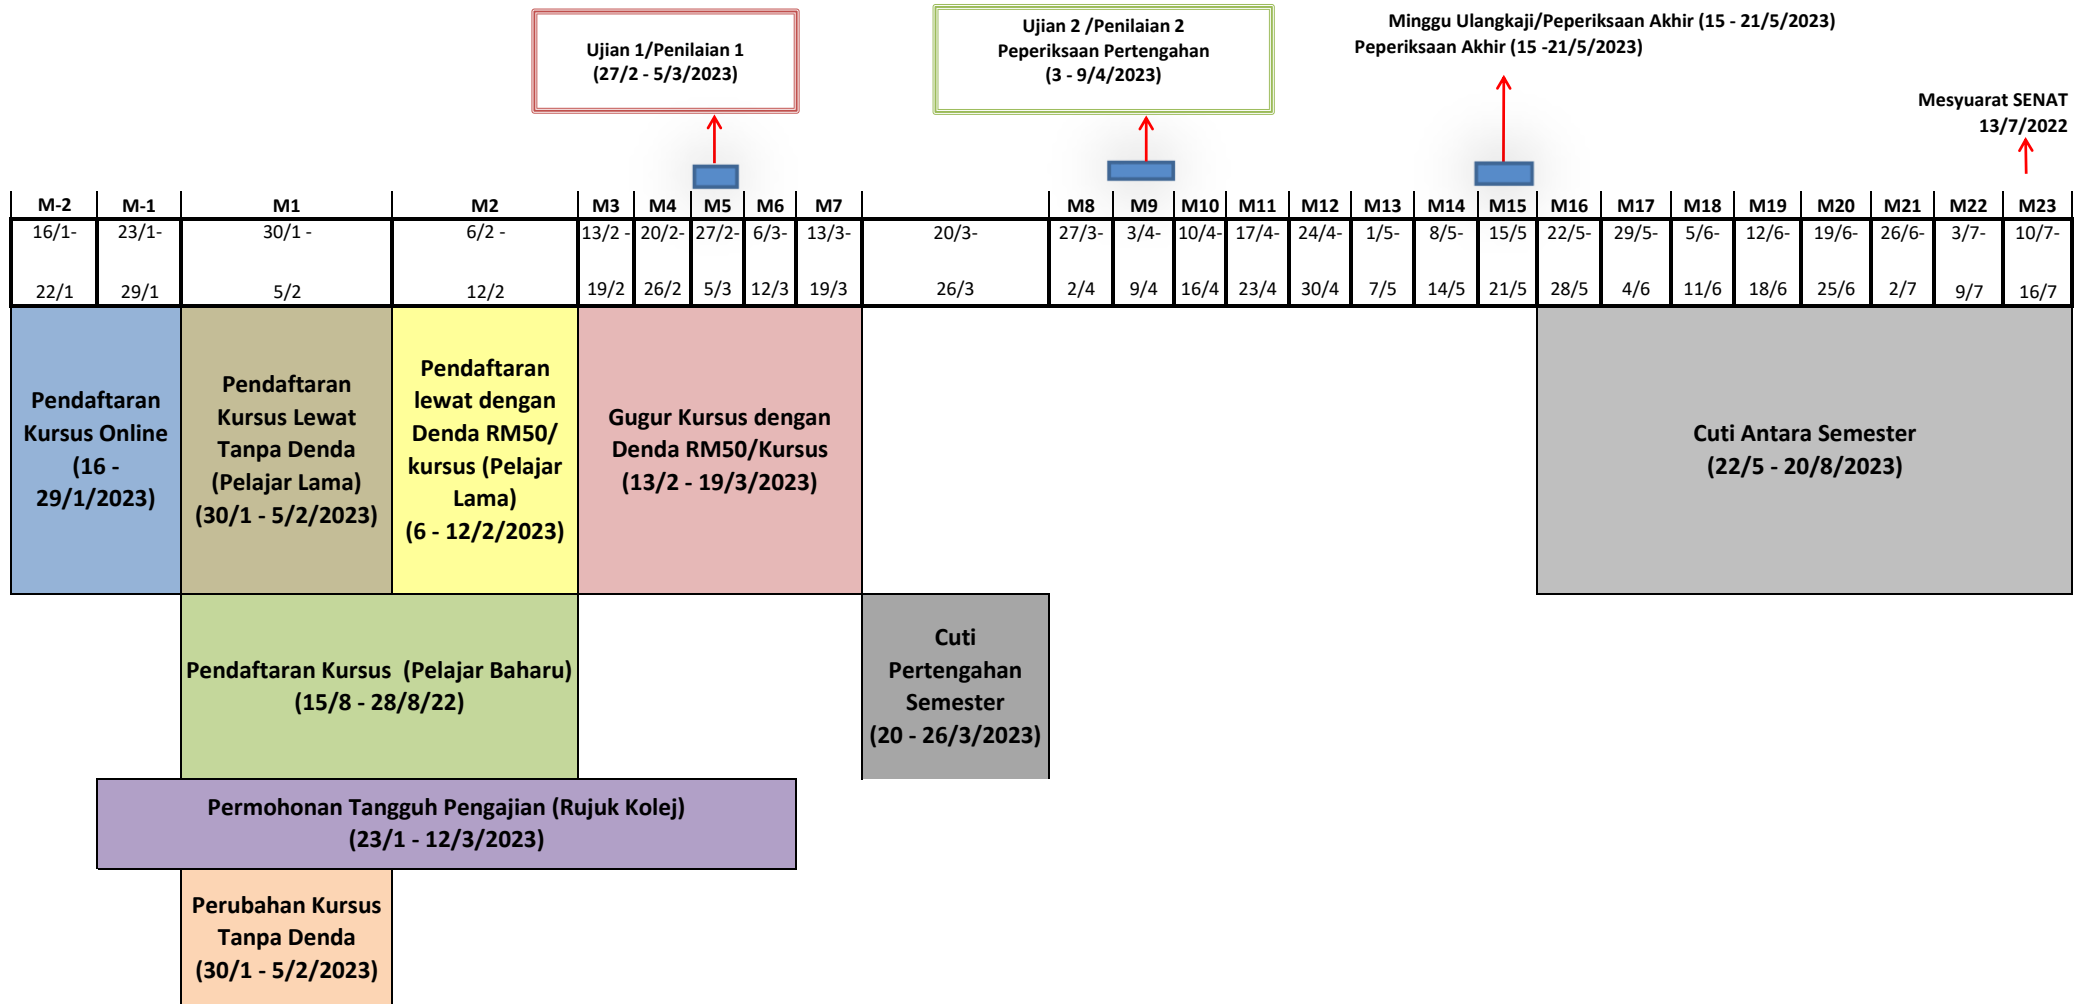 Ujian 1/Penilaian 1
(27/2 - 5/3/2023)
Ujian 2 /Penilaian 2
Peperiksaan Pertengahan
(3 - 9/4/2023)
Minggu Ulangkaji/Peperiksaan Akhir (15 - 21/5/2023)
Peperiksaan Akhir (15 -21/5/2023)
Mesyuarat SENAT
13/7/2022
M-2 M-1 M1 M2 M3 M4 M5 M6 M7 M8 M9 M10 M11 M12 M13 M14 M15 M16 M17 M18 M19 M20 M21 M22 M23
16/1- 23/1- 30/1 - 6/2 - 13/2 - 20/2- 27/2- 6/3- 13/3- 20/3- 27/3- 3/4- 10/4- 17/4- 24/4- 1/5- 8/5- 15/5 22/5- 29/5- 5/6- 12/6- 19/6- 26/6- 3/7- 10/7-
22/1 29/1 5/2 12/2 19/2 26/2 5/3 12/3 19/3 26/3 2/4 9/4 16/4 23/4 30/4 7/5 14/5 21/5 28/5 4/6 11/6 18/6 25/6 2/7 9/7 16/7
Pendaftaran
Kursus Online
(16 -
29/1/2023)
Pendaftaran
Kursus Lewat
Tanpa Denda
(Pelajar Lama)
(30/1 - 5/2/2023)
Pendaftaran
lewat dengan
Denda RM50/
kursus (Pelajar
Lama)
(6 - 12/2/2023)
Gugur Kursus dengan
Denda RM50/Kursus
(13/2 - 19/3/2023)
Cuti Antara Semester
(22/5 - 20/8/2023)
Pendaftaran Kursus  (Pelajar Baharu)
(15/8 - 28/8/22)
Cuti
Pertengahan
Semester
(20 - 26/3/2023)
Permohonan Tangguh Pengajian (Rujuk Kolej)
(23/1 - 12/3/2023)
Perubahan Kursus
Tanpa Denda
(30/1 - 5/2/2023)